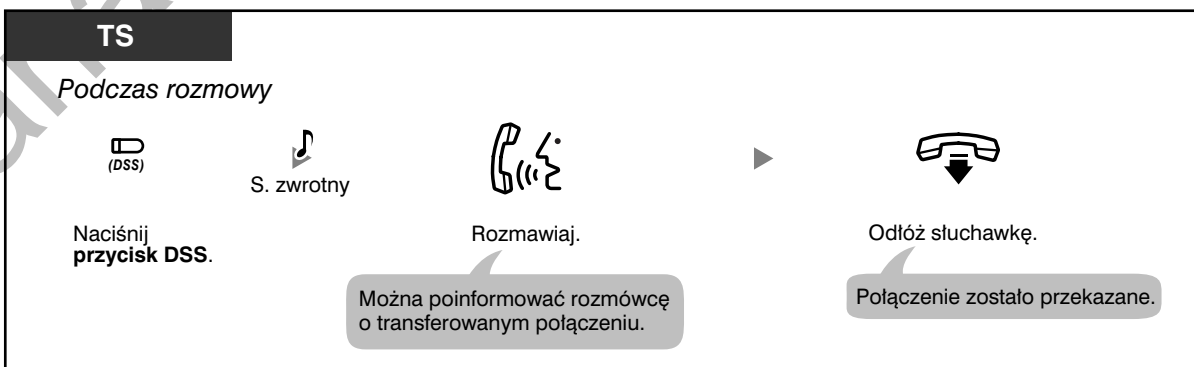 TS
Podczas rozmowy
(DSS)
S. zwrotny
Naciśnij
przycisk DSS.
Rozmawiaj.
Odłóż słuchawkę.
Można poinformować rozmówcę
o transferowanym połączeniu.
Połączenie zostało przekazane.